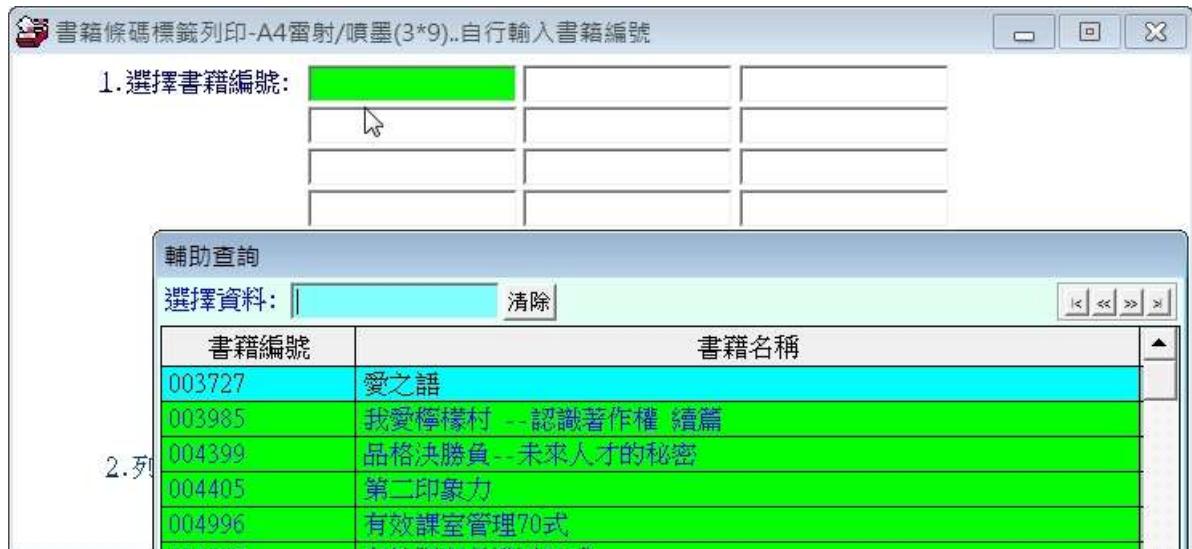 書籍條碼標籤列印-A4雷射/噴墨(3*9)..自行輸入書籍編號
1.選擇書籍編號:
輔助查詢
選擇資料: 清除
書籍編號 書籍名稱
003727 愛之語
003985 我愛檸檬村 --認識著作權 續篇
004399 品格決勝負--未來人才的秘密
2.列
004405 第二印象力
004996 有效課室管理70式